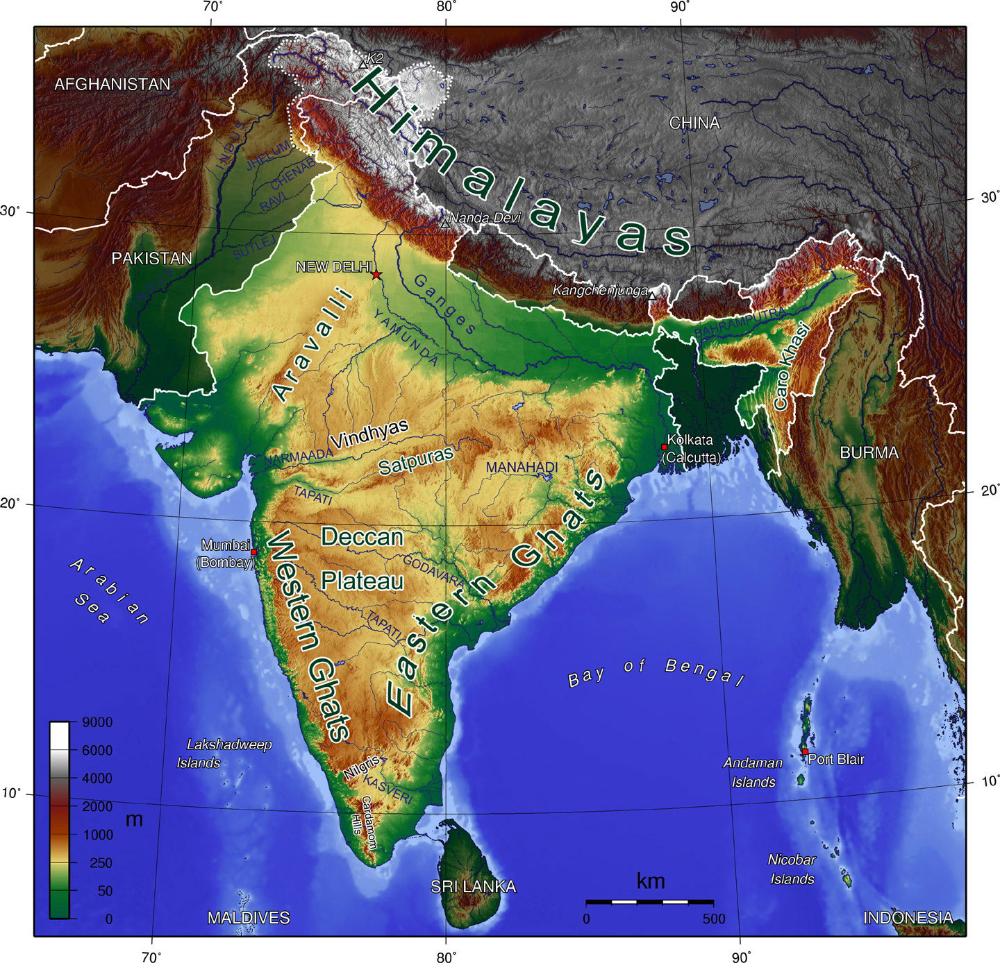 70°
80°
90°
K2
AFGHANISTAN
Himalayas
CHINA
INDUS
JHELUM
CHENAB
RAVI
30°
30°
Nanda Devi
SUTLEJ
PAKISTAN
NEW DELHI
INDUS
Ganges
Kangchenjunga
Aravalli
YAMUNDA
BAHRAMPUTRA
Caro Khasi
Vindhyas
Kolkata
(Calcutta)
NARMAADA
Satpuras
MANAHADI
BURMA
TAPATI
20°
20°
Mumbai
(Bombay)
Deccan
Plateau
Western Ghats
Eastern Ghats
GODAVARA
Arabian
Sea
TAPATI
Bay of Bengal
Lakshadweep
Islands
Andaman
Islands
Port Blair
Nilgris
KASVERI
10°
10°
Cardamom
Hills
9000
6000
4000
2000
1000
250
50
0
m
Nicobar
Islands
SRI LANKA
km
0
500
MALDIVES
INDONESIA
70°
80°
90°